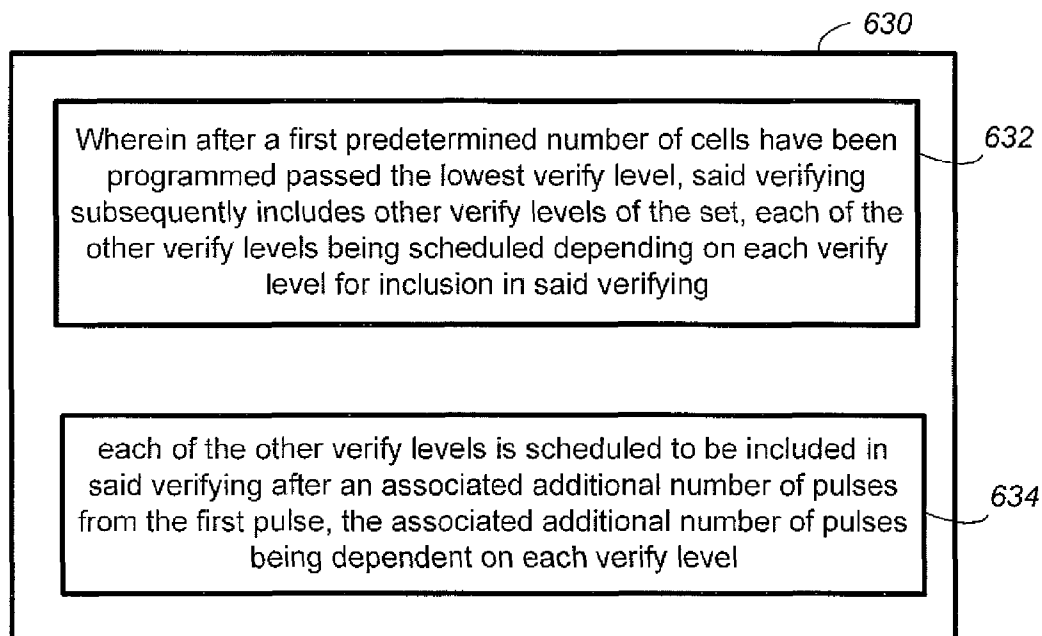 630
Wherein after a first predetermined number of cells have been
programmed passed the lowest verify level, said verifying
subsequently includes other verify levels of the set, each of the
other verify levels being scheduled depending on each verify
level for inclusion in said verifying
632
each of the other verify levels is scheduled to be included in
said verifying after an associated additional number of pulses
from the first pulse, the associated additional number of pulses
being dependent on each verify level
634